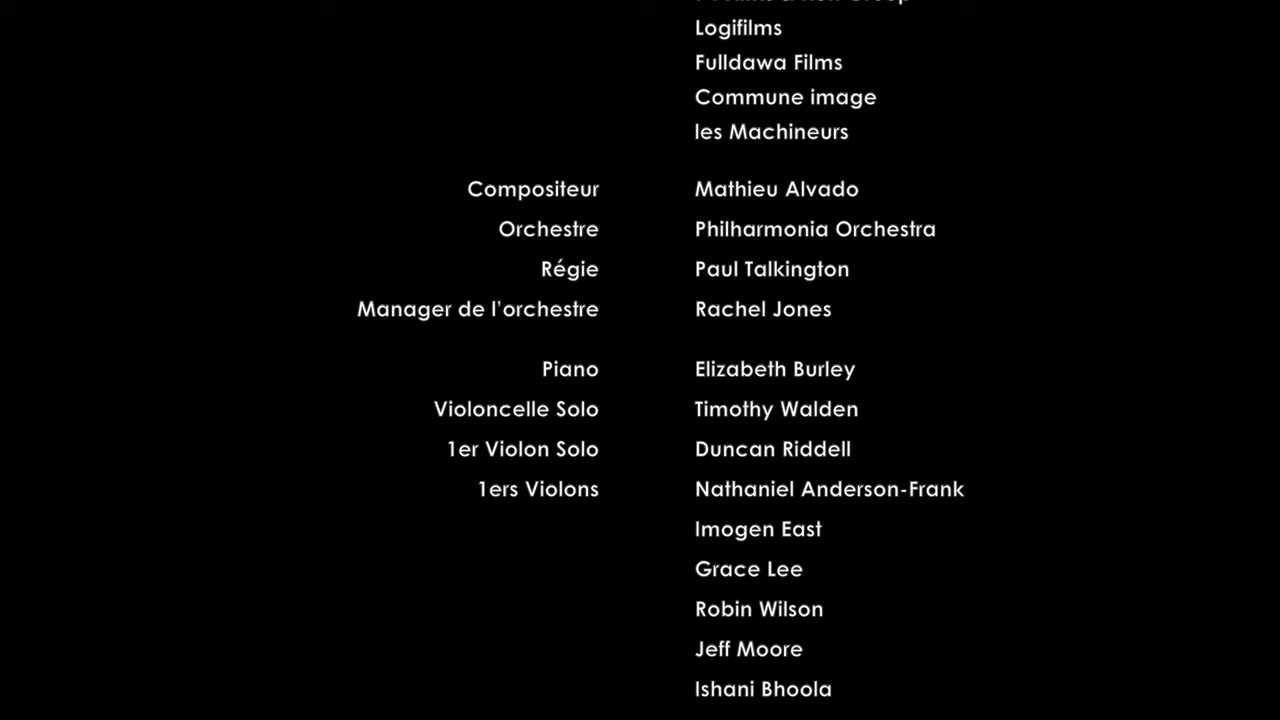 Logifilms
Fulldawa Films
Commune image
les Machineurs
Compositeur Mathieu Alvado
Orchestre Philharmonia Orchestra
Régie Paul Talkington
Manager de l’orchestre Rachel Jones
Piano Elizabeth Burley
Violoncelle Solo Timothy Walden
1er Violon Solo Duncan Riddell
1ers Violons Nathaniel Anderson-Frank
Imogen East
Grace Lee
Robin Wilson
Jeff Moore
Ishani Bhoola